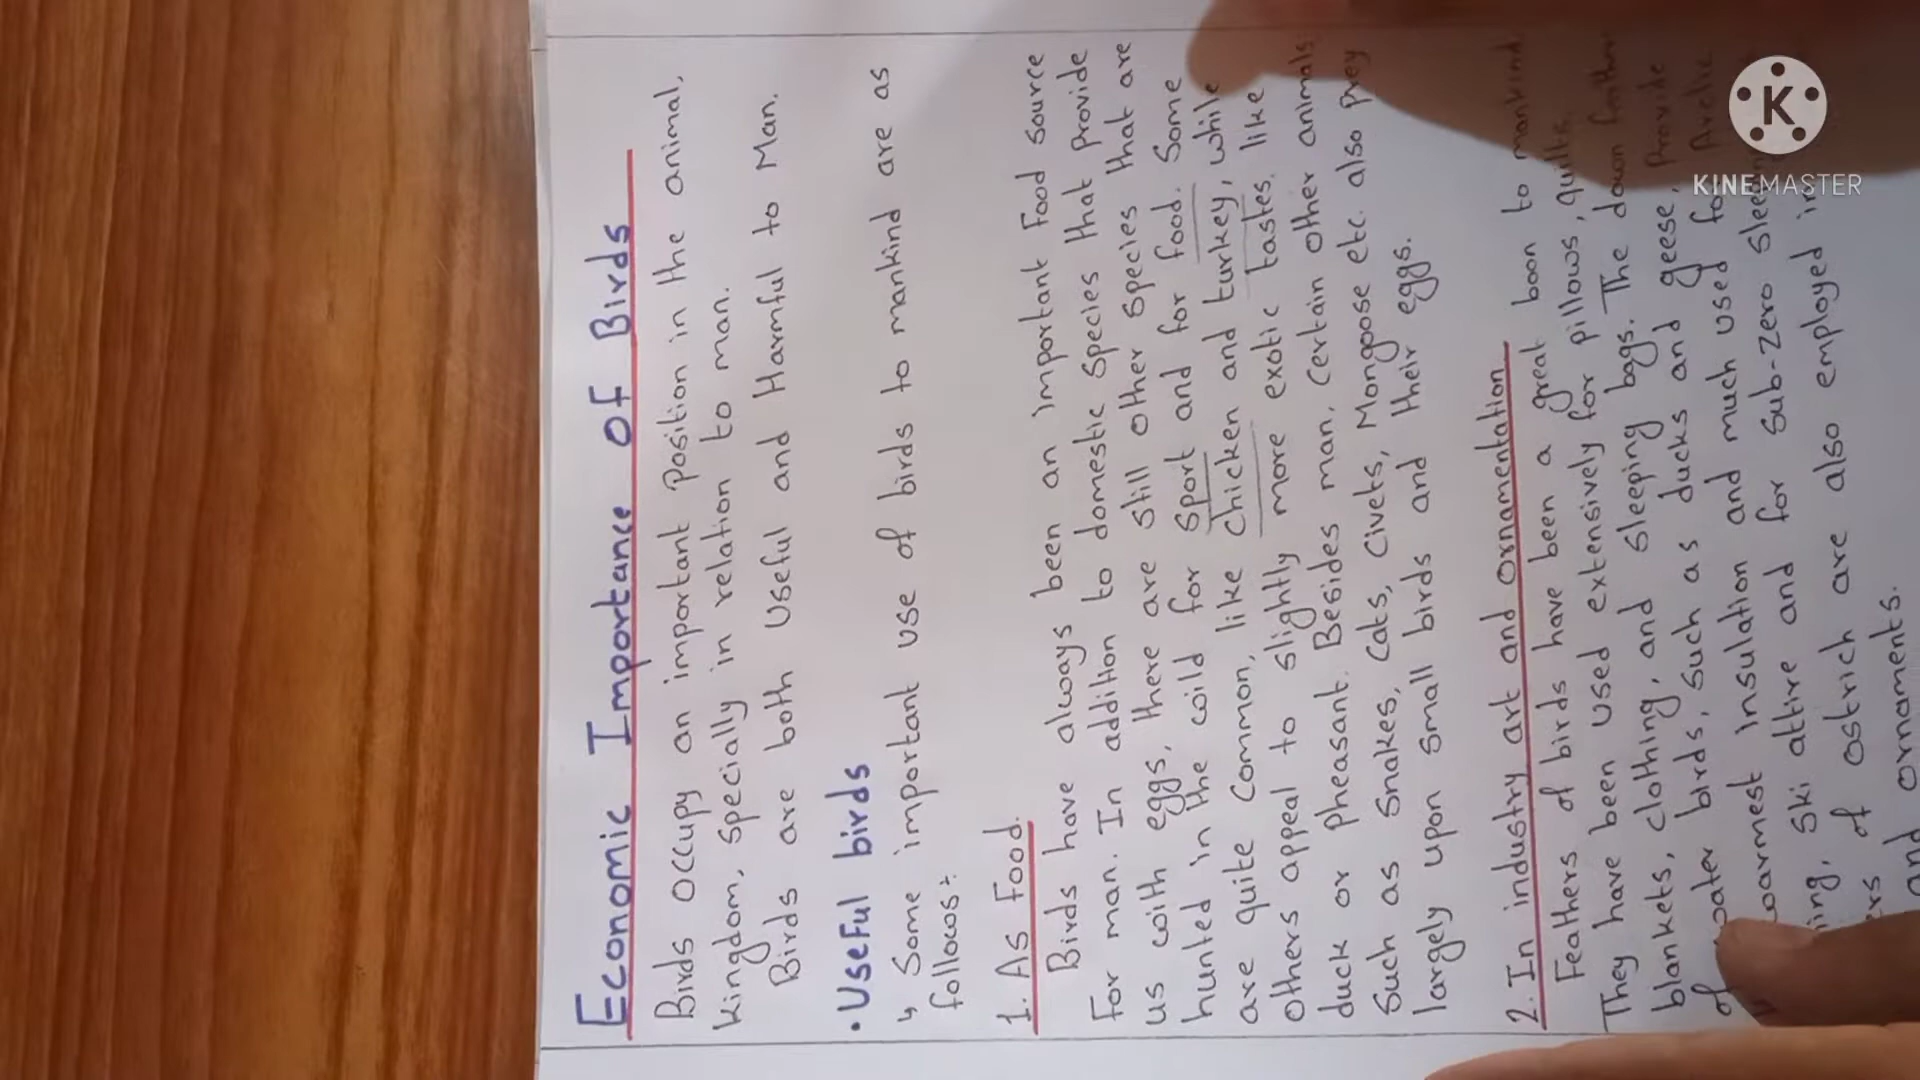 Economic Importance Of Birds
Birds occupy an important position in the animal,
kingdom, specially in relation to man.
Birds are both Useful and Harmful to Man.
• Useful birds
↳ Some important use of birds to mankind are as
follows:
1. As Food.
Birds have always been an important Food source
For man. In addition to domestic species that provide
us with eggs, there are still other species that are
hunted in the wild for sport and for food. Some
are quite common, like chicken and turkey, while
others appeal to slightly more exotic tastes. like
duck or pheasant. Besides man, certain other animals
Such as Snakes, Cats, Civets, Mongoose etc. also prey
largely upon small birds and their eggs.
2. In industry art and ornamentation
Feathers of birds have been a great boon to mankind
They have been used extensively for pillows, quilts
blankets, clothing, and sleeping bags. The down
of water birds, such as ducks and geese, Provide
warmest insulation and much used for Arctic
ing, ski attire and for sub-zero
ers of ostrich are also employed in
and ornaments.
KINEMASTER